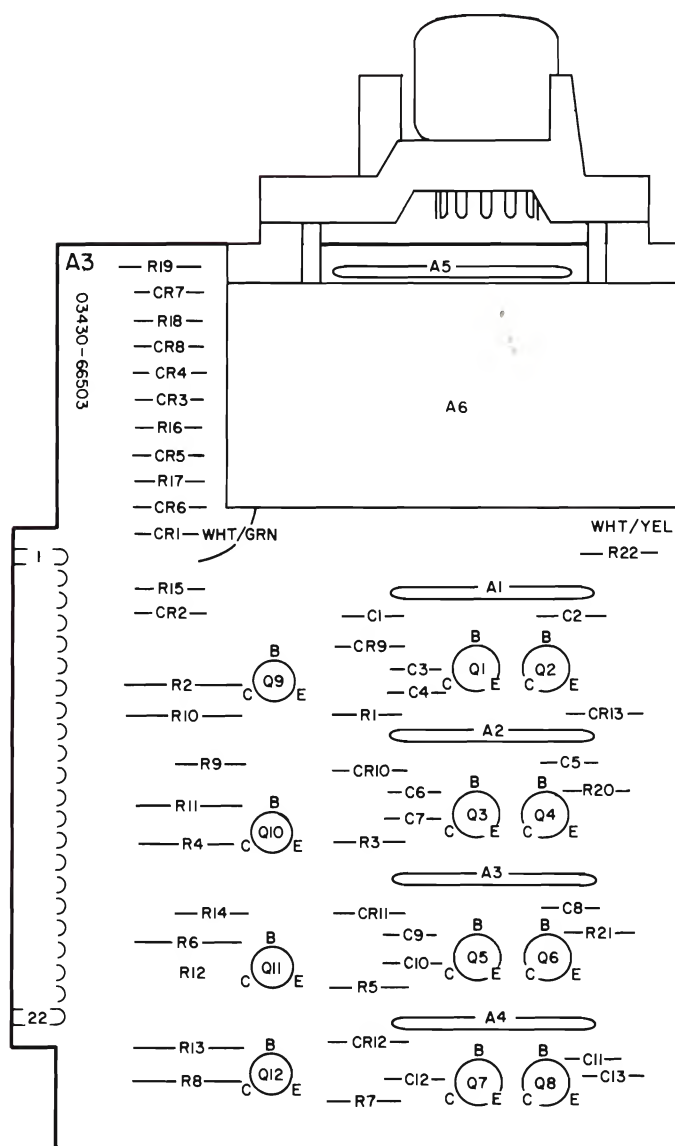 A3
03430-66503
R19
CR7
R18
CR8
CR4
CR3
R16
CR5
R17
CR6
CR1 WHT/GRN
A5
A6
WHT/YEL
R22
1
R15
CR2
A1
C1
C2
CR9
B
B
C3
Q1
Q2
C4
C
E
C
E
B
R2
Q9
C
E
R10
R1
CR13
A2
R9
CR10
C5
C6
B
B
R20
R11
B
C7
Q3
Q4
Q10
C
E
C
E
R4
C
E
R3
A3
R14
CR11
C8
C9
B
B
R21
R6
B
Q5
Q6
R12
Q11
C10
C
E
C
E
C
E
R5
22
A4
CR12
R13
B
B
B
C11
Q12
C12
Q7
Q8
C13
R8
C
E
C
E
C
E
R7